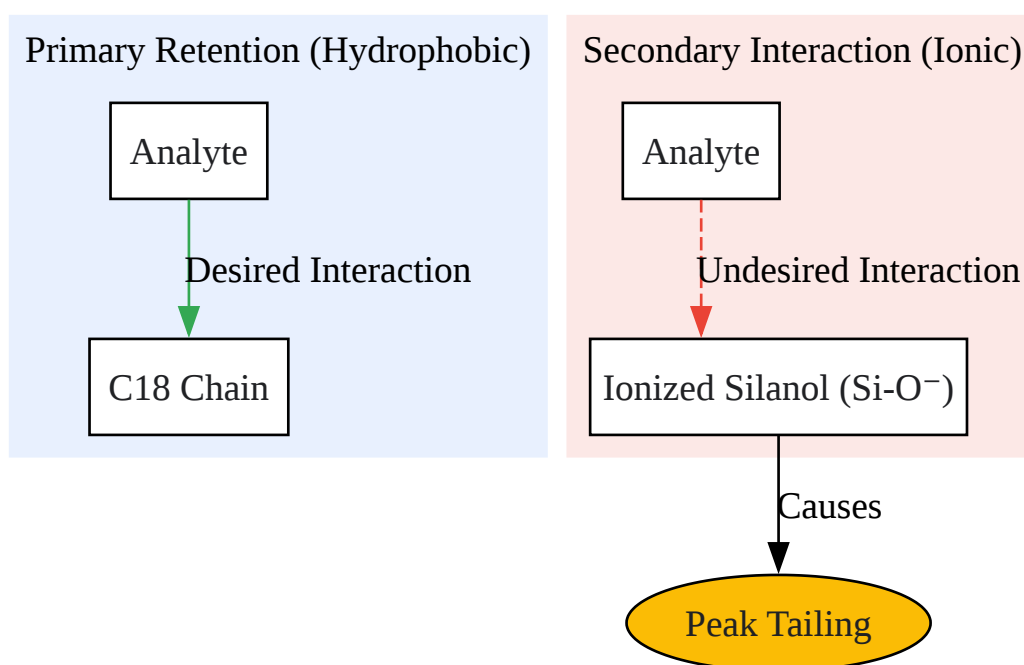 Primary Retention (Hydrophobic)
Analyte
Desired Interaction
C18 Chain
Secondary Interaction (Ionic)
Analyte
Undesired Interaction
Ionized Silanol (Si-O⁻)
Causes
Peak Tailing